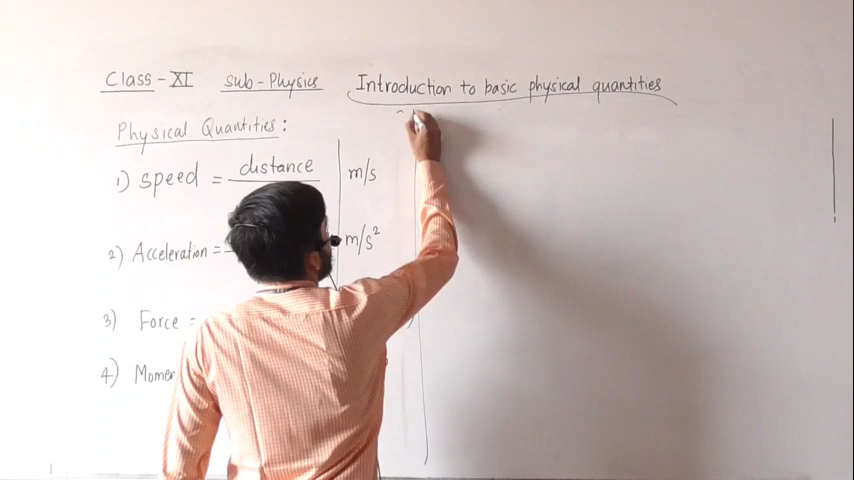 Class-XI sub-Physics Introduction to basic physical quantities
Physical Quantities:
1) speed = distance m/s
2) Acceleration = m/s²
3) Force =
4)